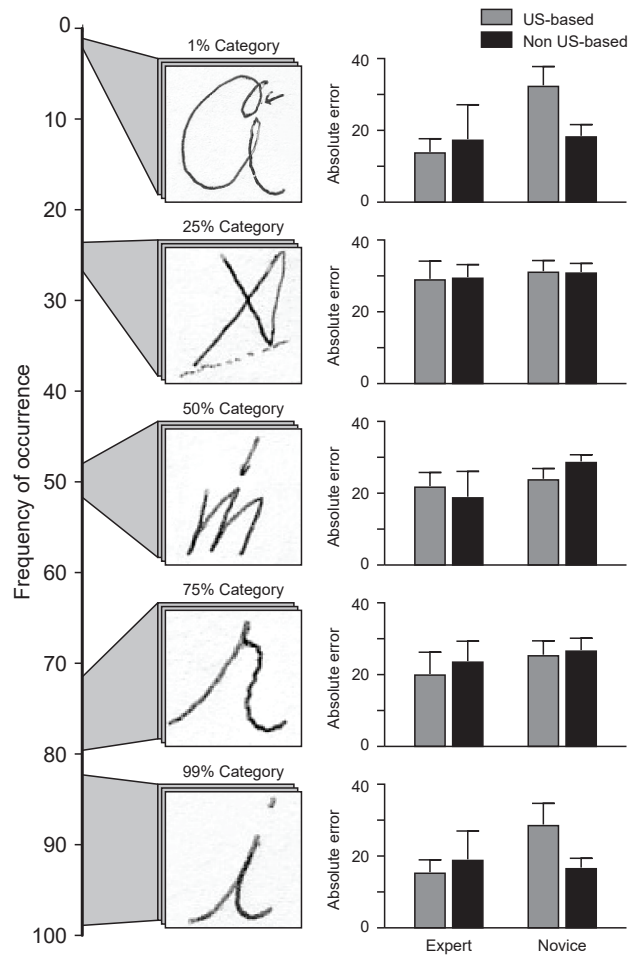 US-based
Non US-based
Frequency of occurrence
0
10
20
30
40
50
60
70
80
90
100
1% Category
a
Absolute error
40
20
0
25% Category
Absolute error
40
20
0
50% Category
m
Absolute error
40
20
0
75% Category
r
Absolute error
40
20
0
99% Category
i
Absolute error
40
20
0
Expert
Novice